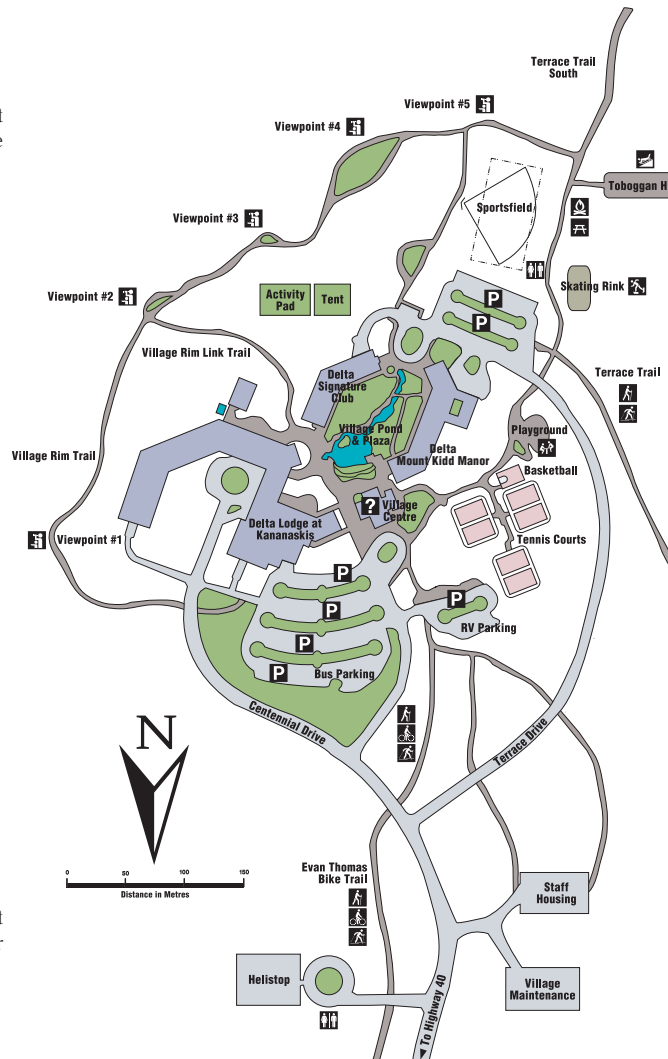 Terrace Trail
South
Viewpoint #5
t
Viewpoint #4
e
Toboggan H
Sportsfield
Viewpoint #3
P
Skating Rink
Viewpoint #2
Activity
Pad
Tent
P
Village Rim Link Trail
Terrace Trail
Delta
Signature
Club
Village Pond
& Plaza
Playground
Delta
Mount Kidd Manor
Village Rim Trail
Basketball
?
Village
Centre
Delta Lodge at
Kananaskis
Viewpoint #1
Tennis Courts
P
P
P
RV Parking
P
P
Bus Parking
Centennial Drive
N
Terrace Drive
0 50 100 150
Distance in Metres
Evan Thomas
Bike Trail
Staff
Housing
t
r
Helistop
Village
Maintenance
To Highway 40